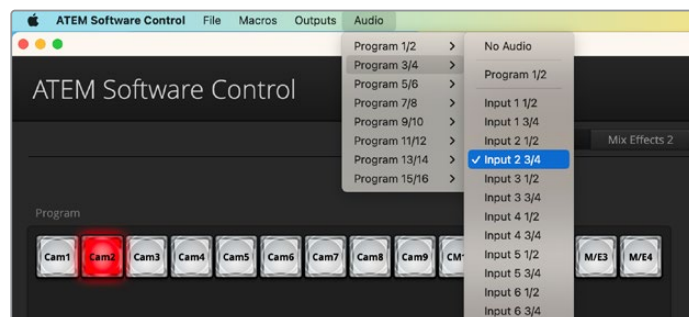 ATEM Software Control File Macros Outputs Audio
Program 1/2
Program 3/4
Program 5/6
Program 7/8
Program 9/10
Program 11/12
Program 13/14
Program 15/16
No Audio
Program 1/2
Input 1 1/2
Input 1 3/4
Input 2 1/2
Input 2 3/4
Input 3 1/2
Input 3 3/4
Input 4 1/2
Input 4 3/4
Input 5 1/2
Input 5 3/4
Input 6 1/2
Input 6 3/4
ATEM Software Control
Mix Effects 2
Program
Cam1 Cam2 Cam3 Cam4 Cam5 Cam6 Cam7 Cam8 Cam9 M/E3 M/E4